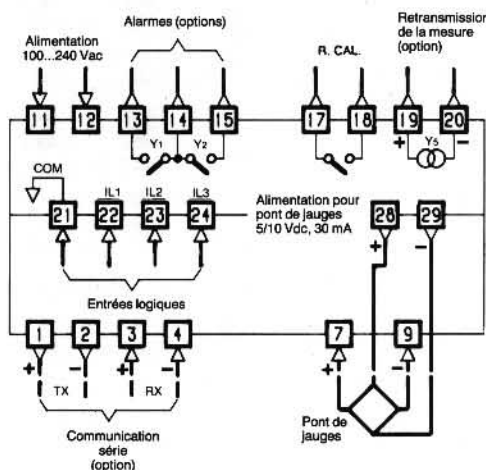 Alarmes (options)
Retransmission
de la mesure
(option)
Alimentation
100...240 Vac
R. CAL.
11 12 13 14 15 17 18 19 20
Y1 Y2 + Y5 -
COM
IL1 IL2 IL3
21 22 23 24
Alimentation pour
pont de jauges
5/10 Vdc, 30 mA
28 29
+ -
Entrées logiques
1 2 3 4 7 9
+ - + - + -
TX RX
Communication
série
(option)
Pont de
jauges